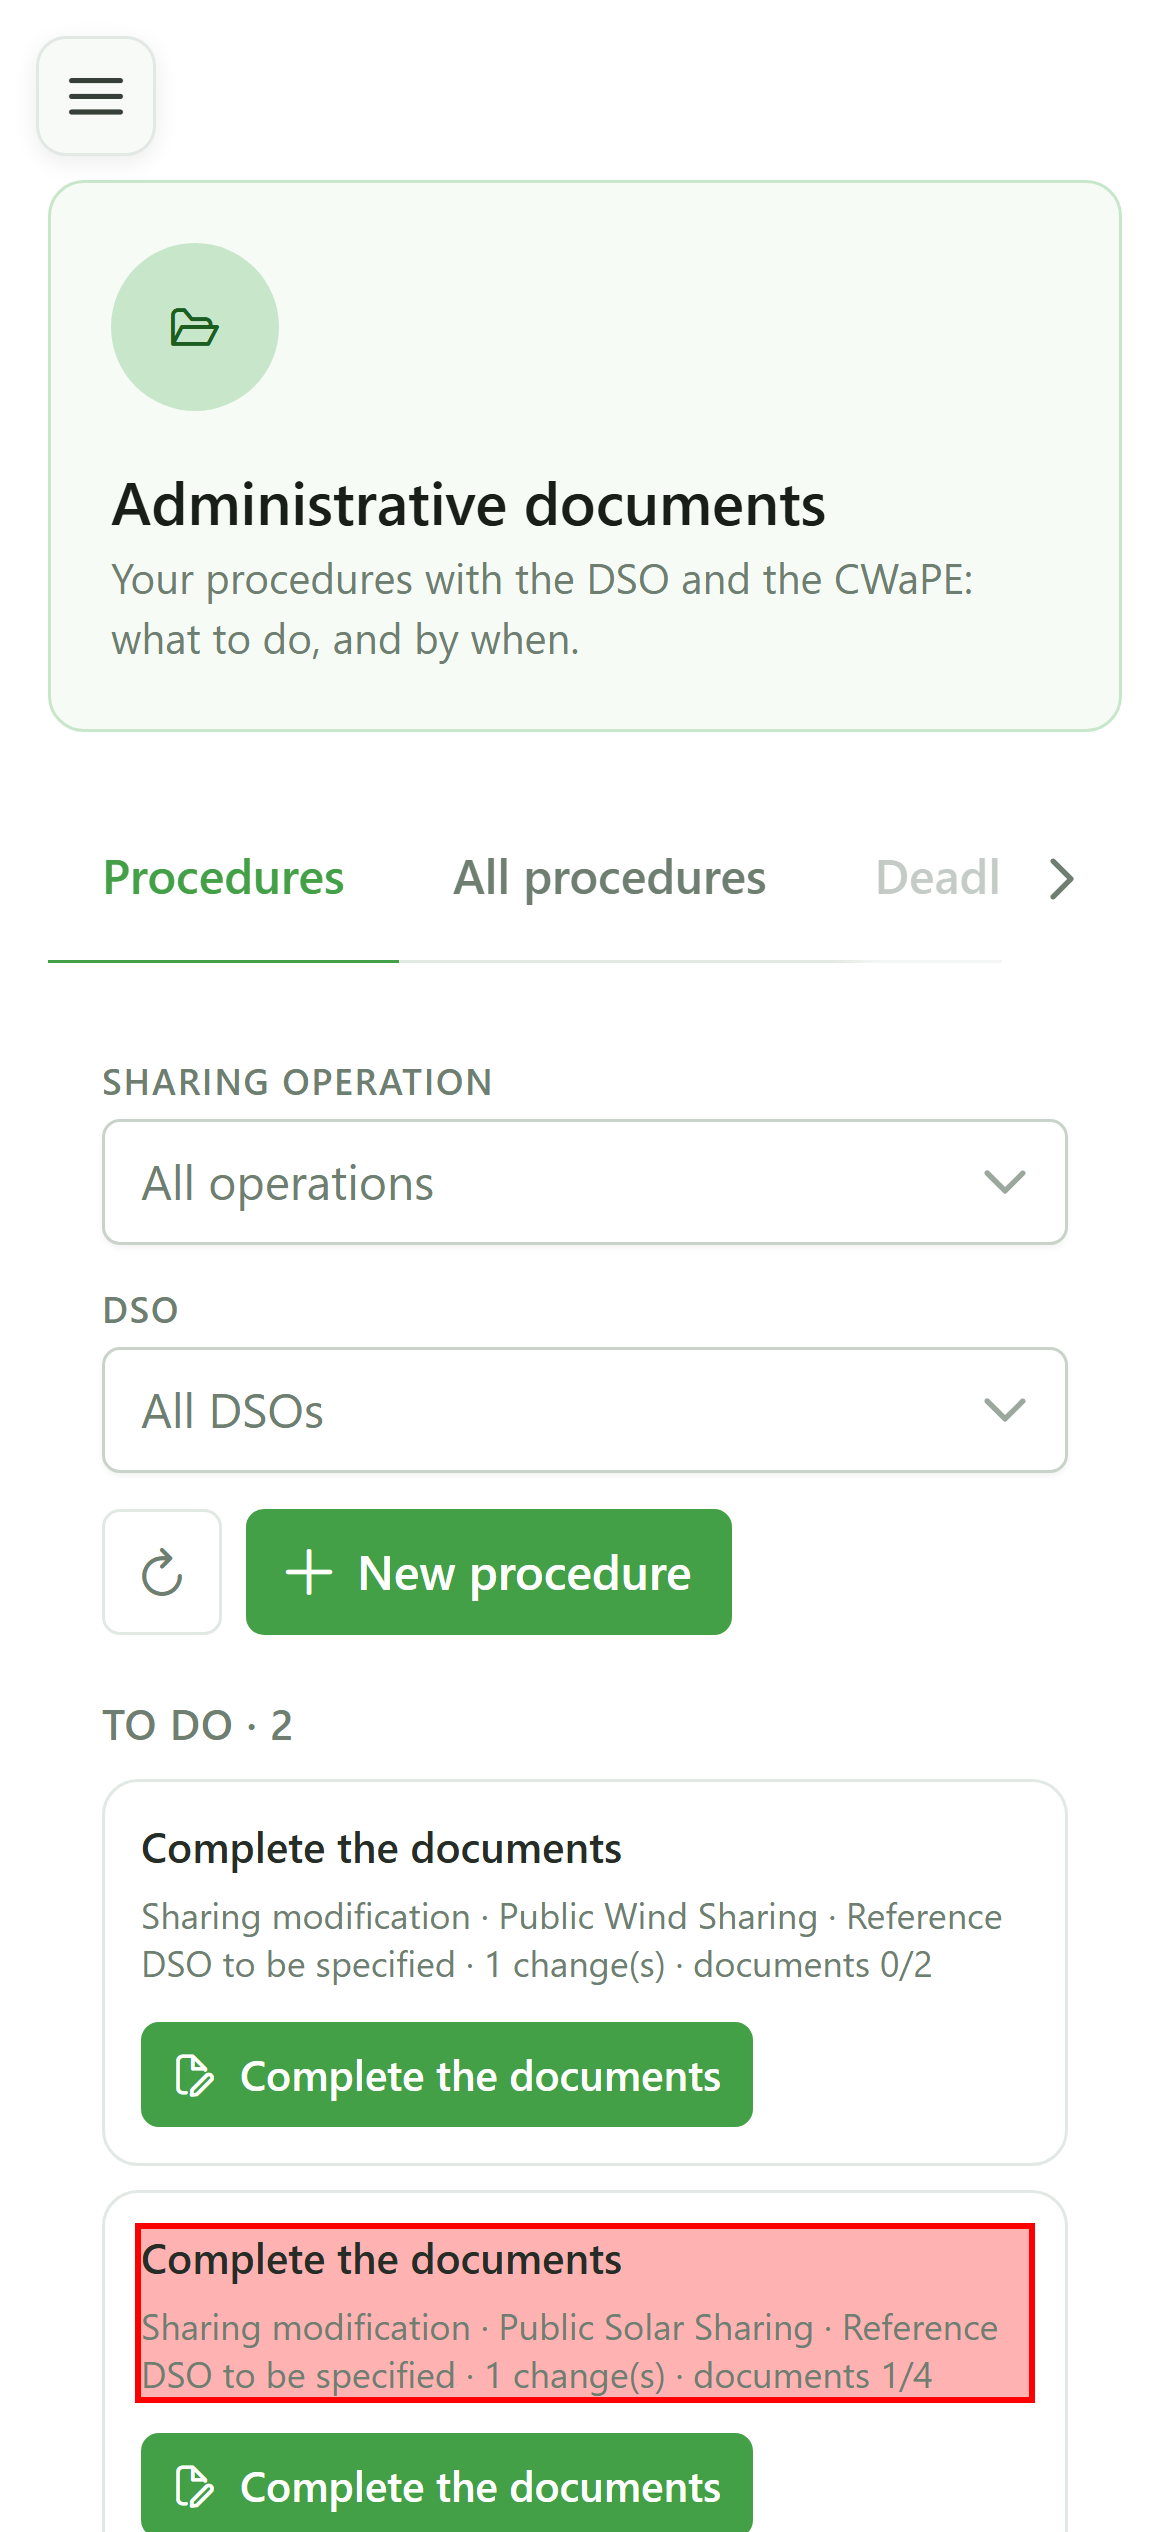 Administrative documents
Your procedures with the DSO and the CWaPE:
what to do, and by when.
Procedures
All procedures
Deadl
SHARING OPERATION
All operations
DSO
All DSOs
New procedure
TO DO · 2
Complete the documents
Sharing modification · Public Wind Sharing · Reference
DSO to be specified · 1 change(s) · documents 0/2
Complete the documents
Complete the documents
Sharing modification · Public Solar Sharing · Reference
DSO to be specified · 1 change(s) · documents 1/4
Complete the documents